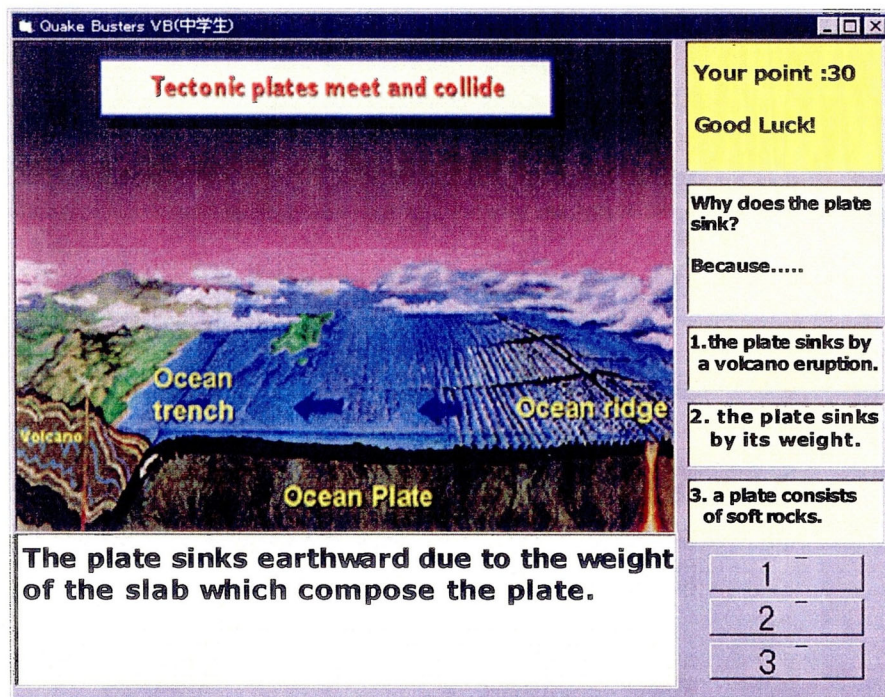 Quake Busters VB(中学生)
Tectonic plates meet and collide
Ocean
trench
Ocean ridge
Volcano
Ocean Plate
The plate sinks earthward due to the weight
of the slab which compose the plate.
Your point :30
Good Luck!
Why does the plate
sink?
Because.....
1.the plate sinks by
a volcano eruption.
2. the plate sinks
by its weight.
3. a plate consists
of soft rocks.
1
2
3